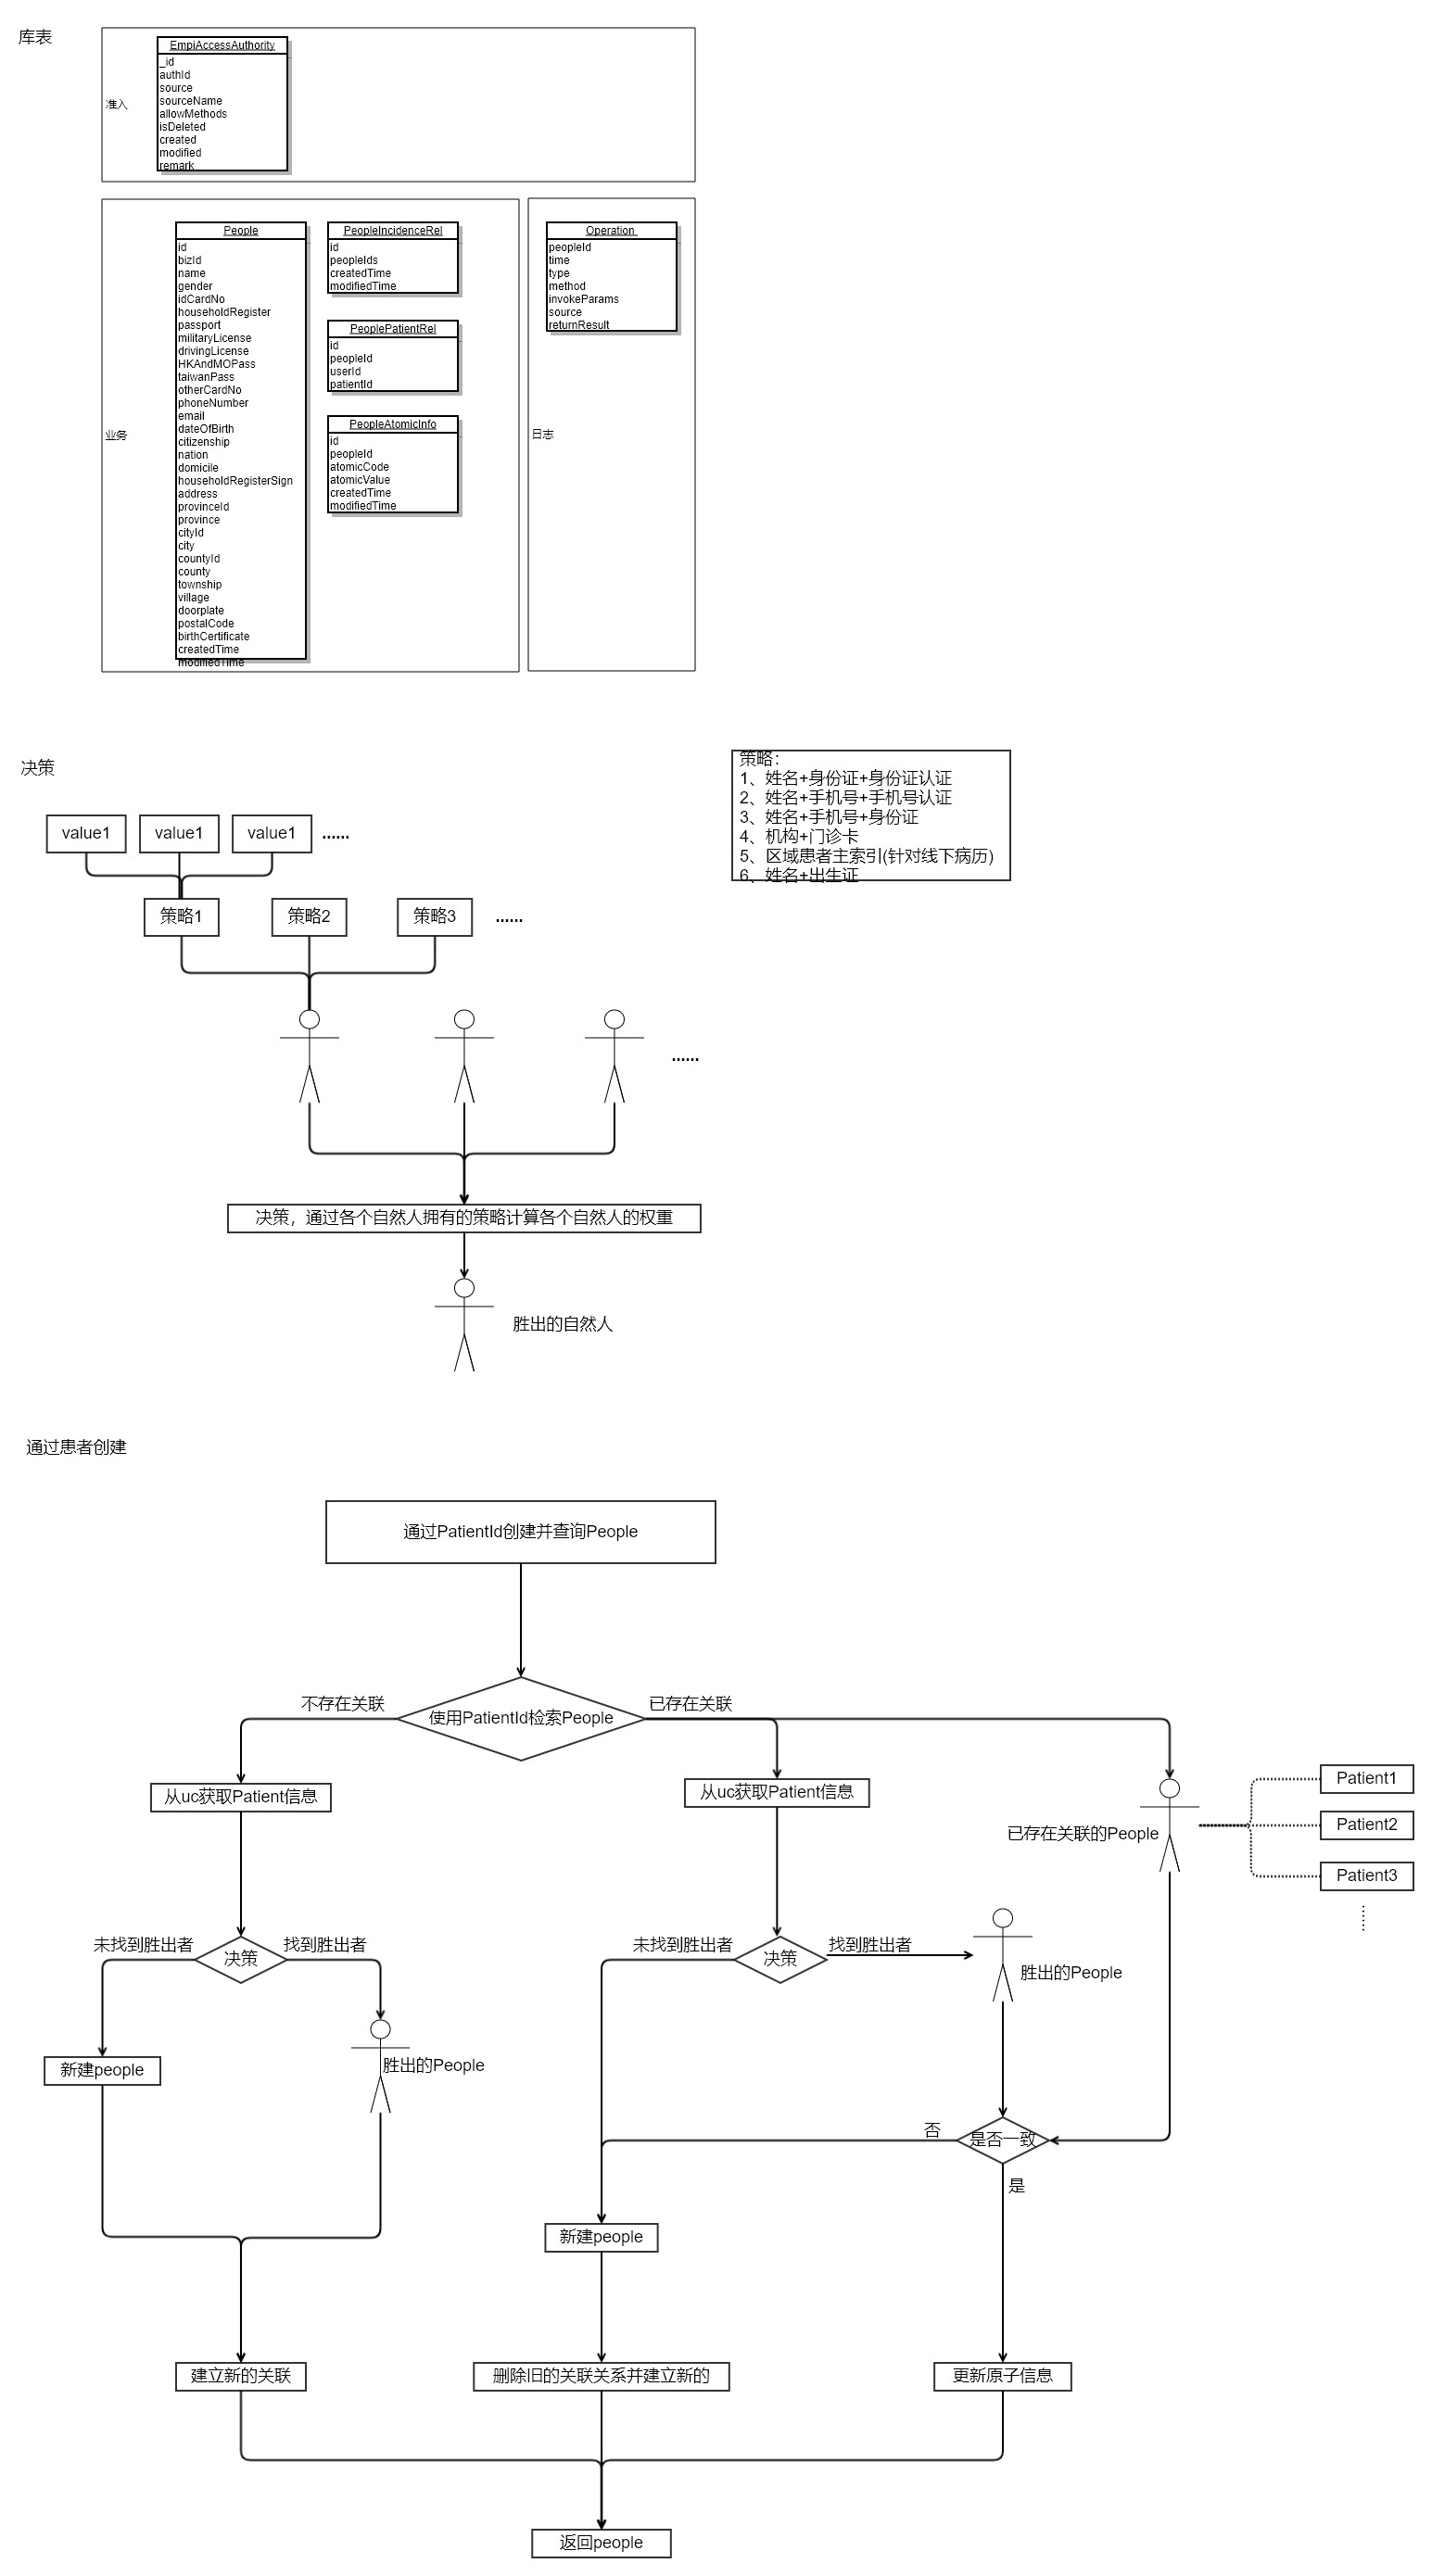 库表
EmpiAccessAuthority
_id
authId
source
sourceName
allowMethods
isDeleted
created
modified
remark
准入
People
id
bizId
name
gender
idCardNo
householdRegister
passport
militaryLicense
drivingLicense
HKAndMOPass
taiwanPass
otherCardNo
phoneNumber
email
dateOfBirth
citizenship
nation
domicile
householdRegisterSign
address
provinceId
province
cityId
city
countyId
county
township
village
doorplate
postalCode
birthCertificate
createdTime
modifiedTime
业务
PeopleIncidenceRel
id
peopleIds
createdTime
modifiedTime
PeoplePatientRel
id
peopleId
userId
patientId
PeopleAtomicInfo
id
peopleId
atomicCode
atomicValue
createdTime
modifiedTime
Operation
peopleId
time
type
method
invokeParams
source
returnResult
日志
决策
策略：
1、姓名+身份证+身份证认证
2、姓名+手机号+手机号认证
3、姓名+手机号+身份证
4、机构+门诊卡
5、区域患者主索引(针对线下病历)
6、姓名+出生证
value1
value1
value1
......
策略1
策略2
策略3
......
......
决策，通过各个自然人拥有的策略计算各个自然人的权重
胜出的自然人
通过患者创建
通过PatientId创建并查询People
不存在关联
使用PatientId检索People
已存在关联
从uc获取Patient信息
从uc获取Patient信息
已存在关联的People
Patient1
Patient2
Patient3
......
未找到胜出者
决策
找到胜出者
未找到胜出者
决策
找到胜出者
胜出的People
新建people
胜出的People
否
是否一致
是
新建people
建立新的关联
删除旧的关联关系并建立新的
更新原子信息
返回people